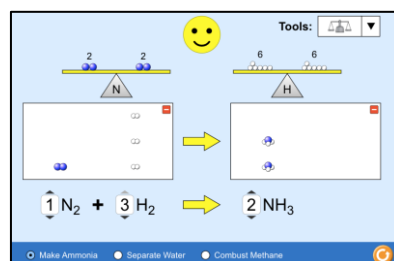 Tools:
2 2 6 6
N H
1 N₂ + 3 H₂ 2 NH₃
Make Ammonia Separate Water Combust Methane